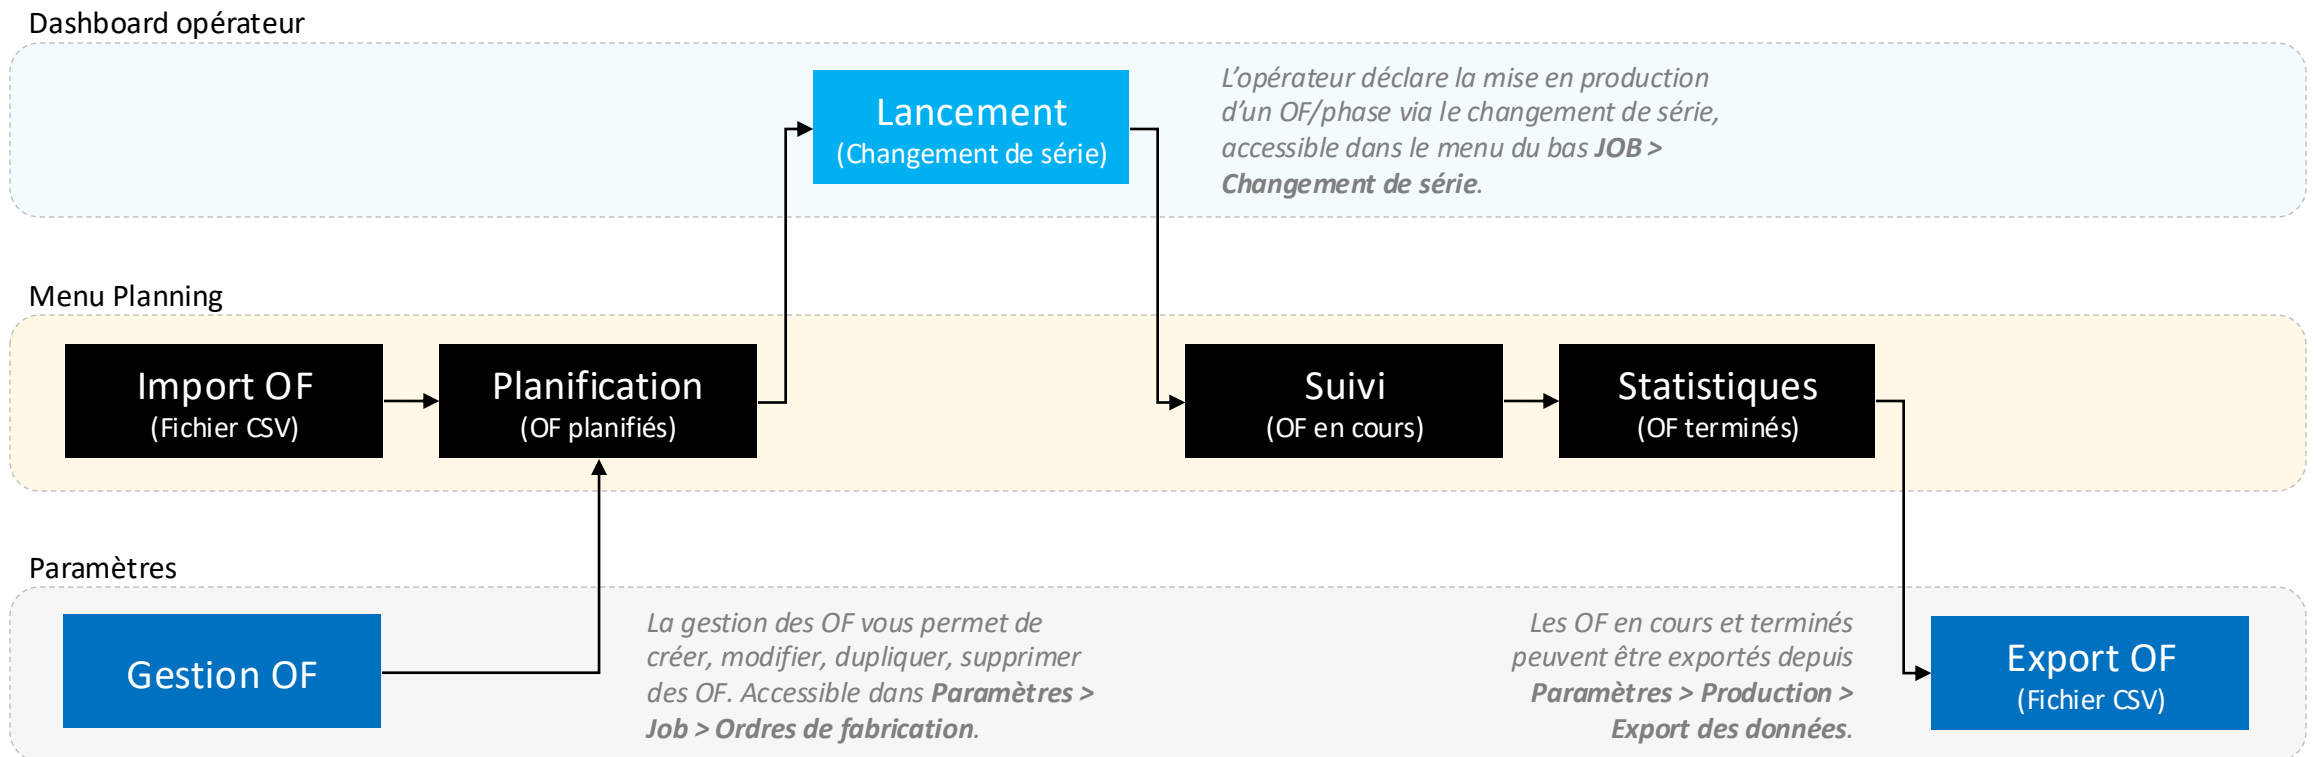 Dashboard opérateur
Lancement
(Changement de série)
L’opérateur déclare la mise en production
d’un OF/phase via le changement de série,
accessible dans le menu du bas JOB >
Changement de série.
Menu Planning
Import OF
(Fichier CSV)
Planification
(OF planifiés)
Suivi
(OF en cours)
Statistiques
(OF terminés)
Paramètres
Gestion OF
La gestion des OF vous permet de
créer, modifier, dupliquer, supprimer
des OF. Accessible dans Paramètres >
Job > Ordres de fabrication.
Les OF en cours et terminés
peuvent être exportés depuis
Paramètres > Production >
Export des données.
Export OF
(Fichier CSV)